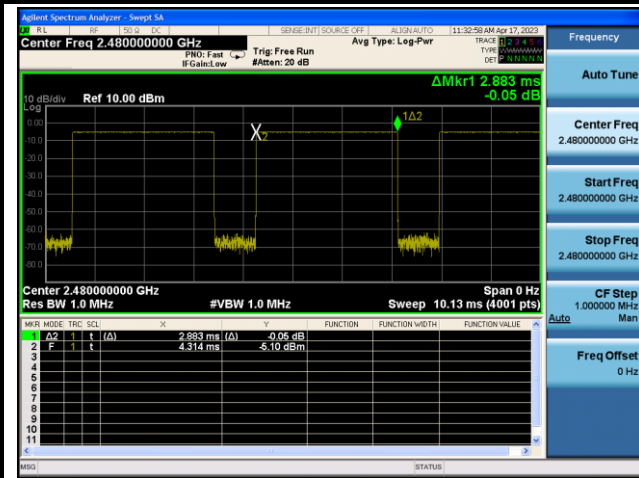 Agilent Spectrum Analyzer - Swept SA
RL RF 50 Ω DC SENSE:INT SOURCE OFF ALIGNAUTO 11:32:58 AM Apr 17, 2023
Center Freq 2.480000000 GHz
PNO: Fast
IFGain:Low
Trig: Free Run
#Atten: 20 dB
Avg Type: Log-Pwr
TRACE 1 2 3 4 5 6
TYPE
DET P N N N N N
Frequency
Auto Tune
Center Freq
2.480000000 GHz
Start Freq
2.480000000 GHz
Stop Freq
2.480000000 GHz
CF Step
1.000000 MHz
Auto Man
Freq Offset
0 Hz
ΔMkr1 2.883 ms
-0.05 dB
10 dB/div Ref 10.00 dBm
Log
0.00
-10.0
-20.0
-30.0
-40.0
-50.0
-60.0
-70.0
-80.0
X2
1Δ2
Center 2.480000000 GHz Span 0 Hz
Res BW 1.0 MHz #VBW 1.0 MHz Sweep 10.13 ms (4001 pts)
MKR MODE TRC SCL X Y FUNCTION FUNCTION WIDTH FUNCTION VALUE
1 Δ2 1 t (Δ) 2.883 ms (Δ) -0.05 dB
2 F 1 t 4.314 ms -5.10 dBm
3
4
5
6
7
8
9
10
11
MSG STATUS